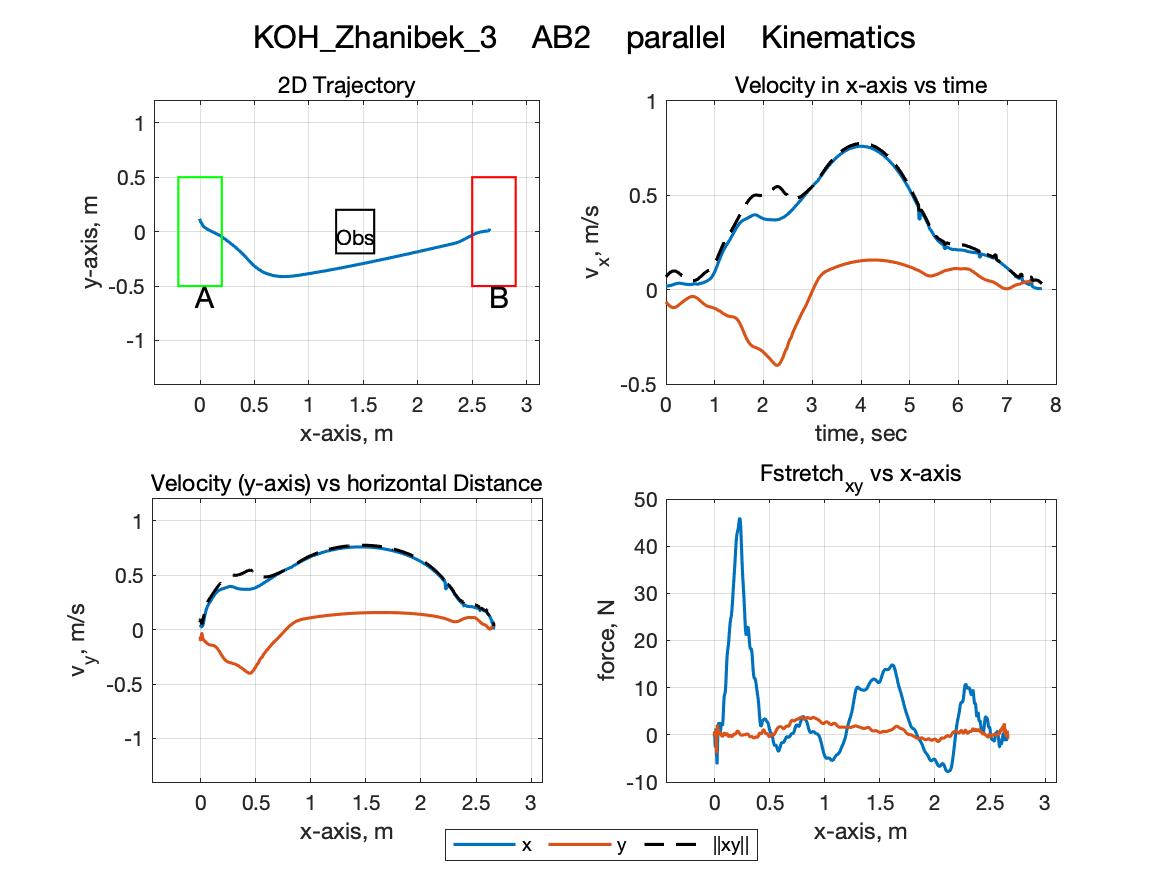 KOH_Zhanibek_3 AB2 parallel Kinematics
2D Trajectory
1
0.5
0
-0.5
-1
y-axis, m
Obs
A
B
0 0.5 1 1.5 2 2.5 3
x-axis, m
Velocity in x-axis vs time
1
0.5
0
-0.5
vx, m/s
0 1 2 3 4 5 6 7 8
time, sec
Velocity (y-axis) vs horizontal Distance
1
0.5
0
-0.5
-1
vy, m/s
0 0.5 1 1.5 2 2.5 3
x-axis, m
Fstretchxy vs x-axis
50
40
30
20
10
0
-10
force, N
0 0.5 1 1.5 2 2.5 3
x-axis, m
x y ||xy||